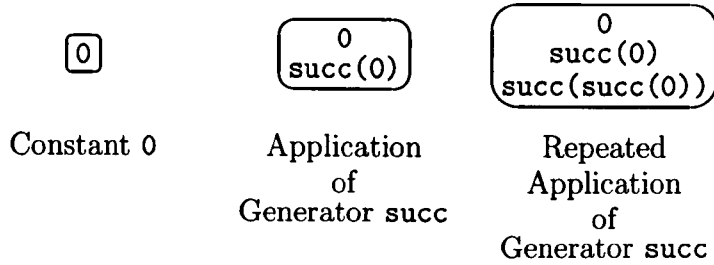 0
Constant 0
0
succ(0)
Application
of
Generator succ
0
succ(0)
succ(succ(0))
Repeated
Application
of
Generator succ